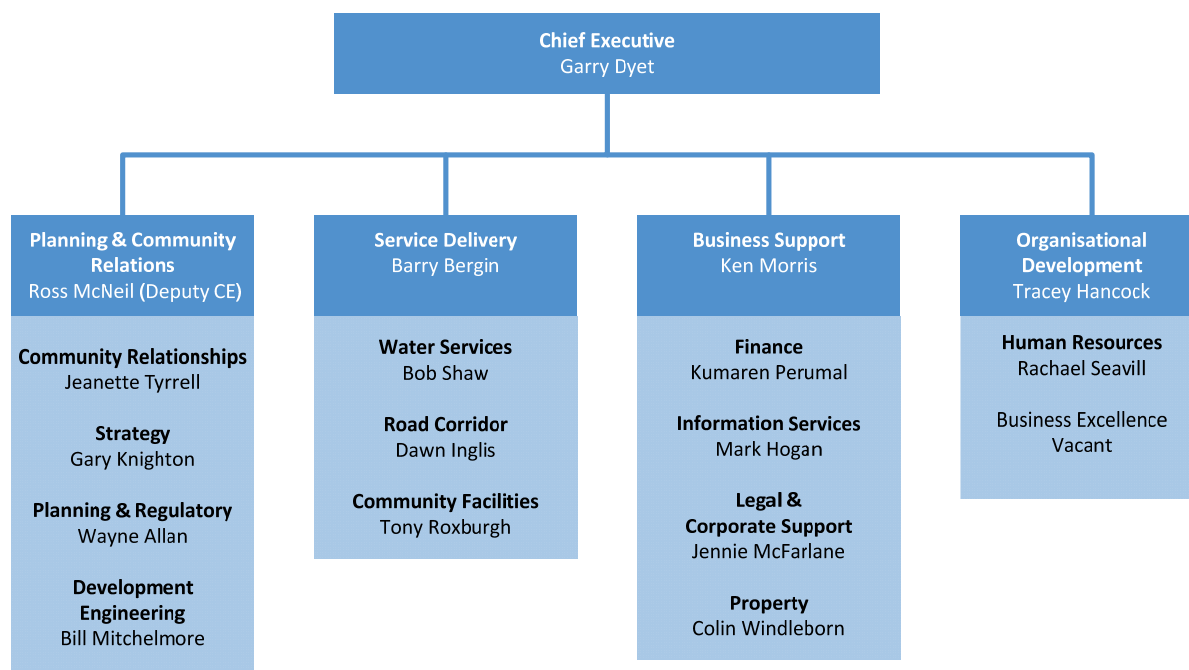 Chief Executive
Garry Dyet
Planning & Community
Relations
Ross McNeil (Deputy CE)
Community Relationships
Jeanette Tyrrell
Strategy
Gary Knighton
Planning & Regulatory
Wayne Allan
Development
Engineering
Bill Mitchelmore
Service Delivery
Barry Bergin
Water Services
Bob Shaw
Road Corridor
Dawn Inglis
Community Facilities
Tony Roxburgh
Business Support
Ken Morris
Finance
Kumaren Perumal
Information Services
Mark Hogan
Legal &
Corporate Support
Jennie McFarlane
Property
Colin Windleborn
Organisational
Development
Tracey Hancock
Human Resources
Rachael Seavill
Business Excellence
Vacant